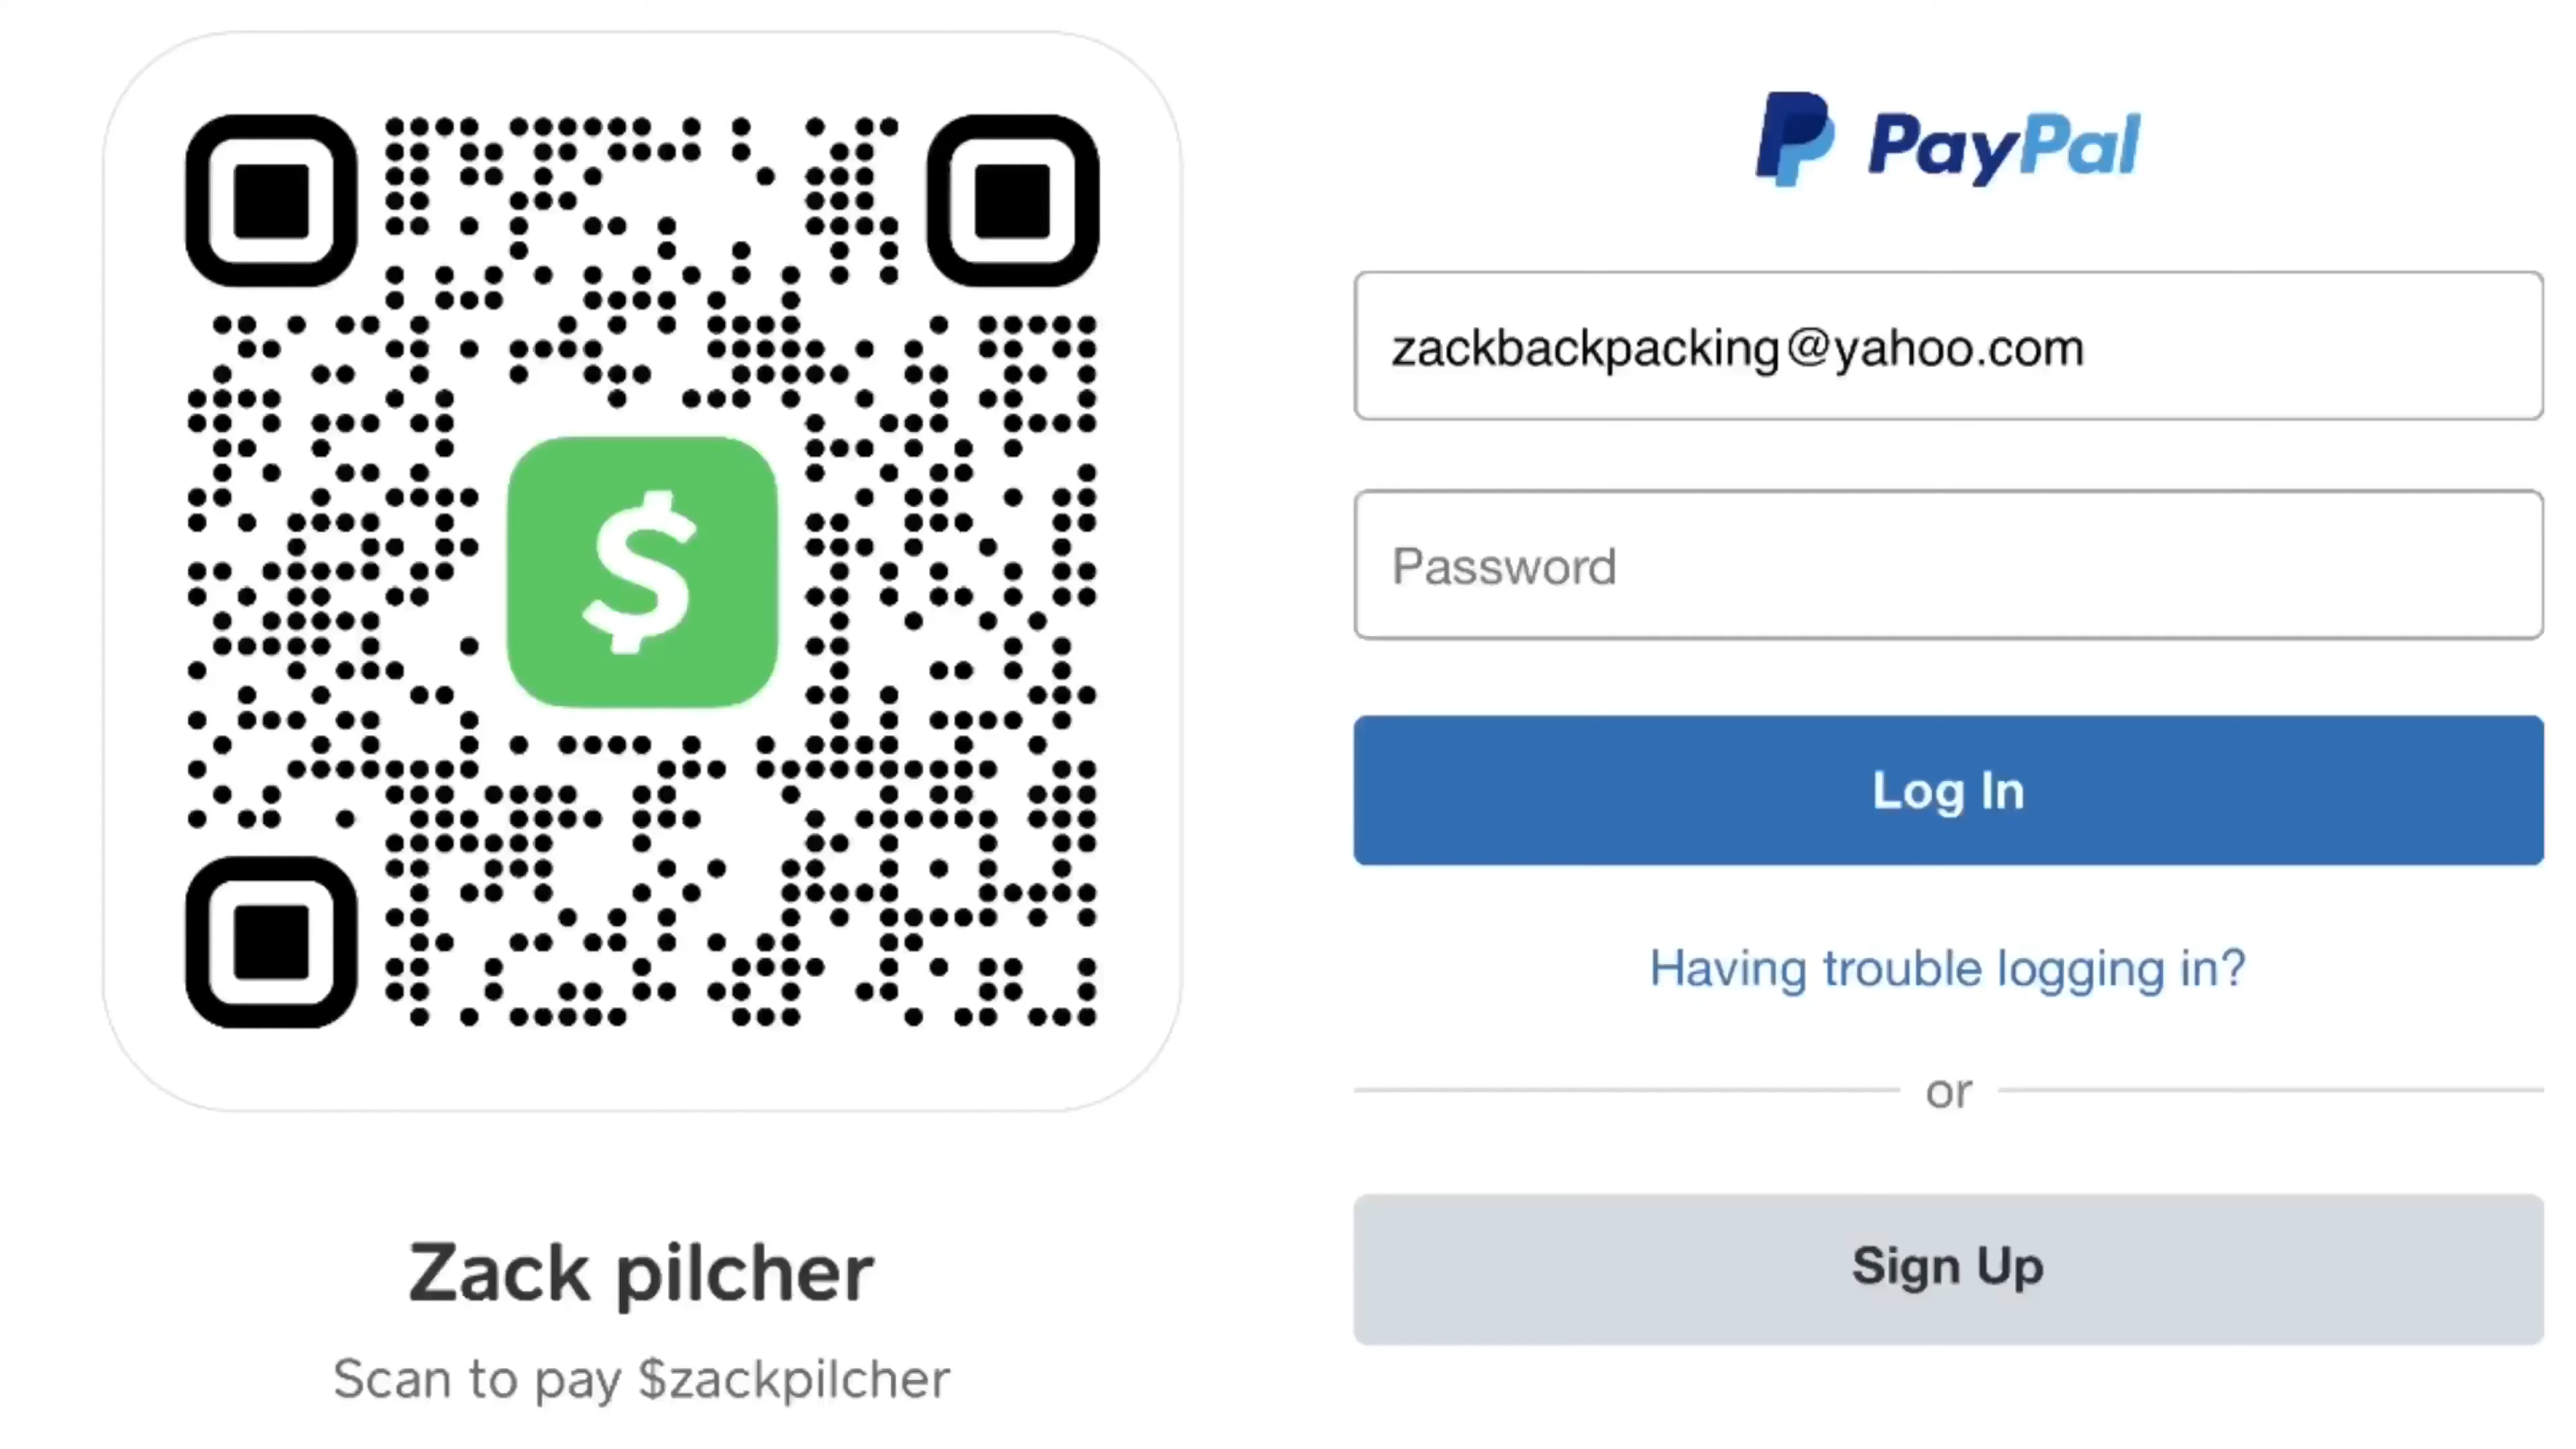 $
Zack pilcher
Scan to pay $zackpilcher
PayPal
zackbackpacking@yahoo.com
Password
Log In
Having trouble logging in?
or
Sign Up